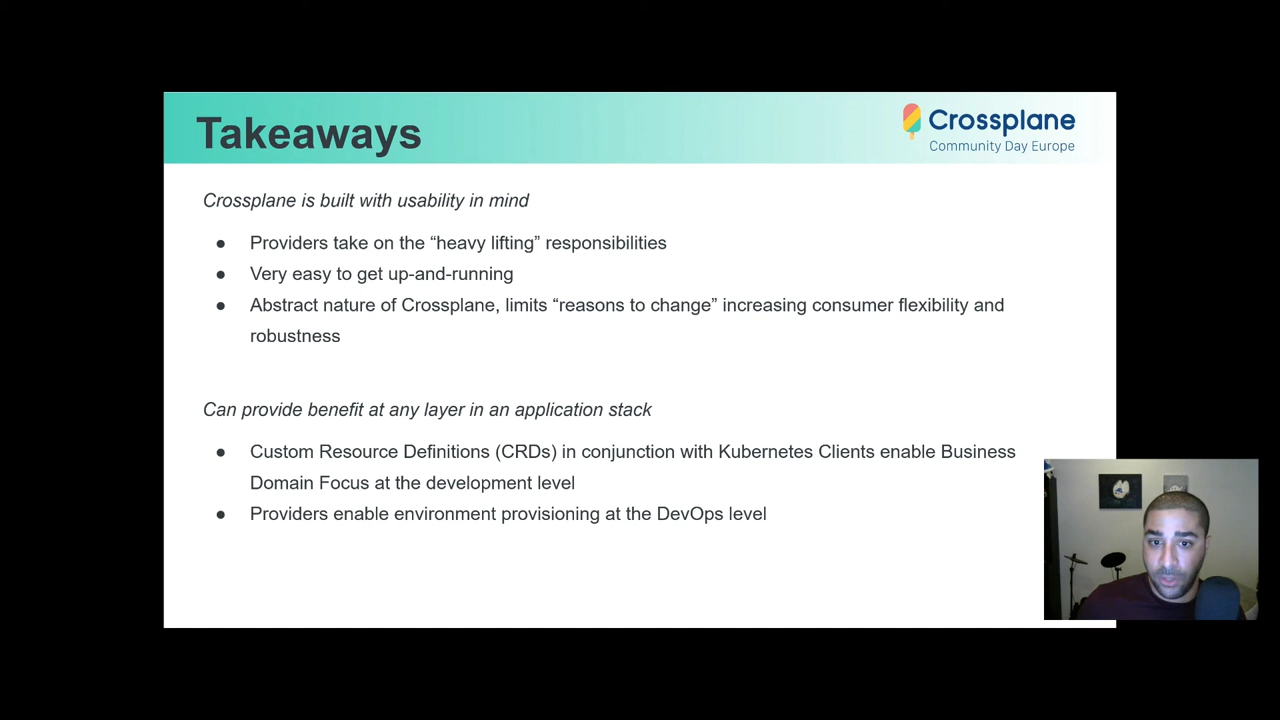 Takeaways
Crossplane
Community Day Europe
Crossplane is built with usability in mind
● Providers take on the “heavy lifting” responsibilities
● Very easy to get up-and-running
● Abstract nature of Crossplane, limits “reasons to change” increasing consumer flexibility and
robustness
Can provide benefit at any layer in an application stack
● Custom Resource Definitions (CRDs) in conjunction with Kubernetes Clients enable Business
Domain Focus at the development level
● Providers enable environment provisioning at the DevOps level